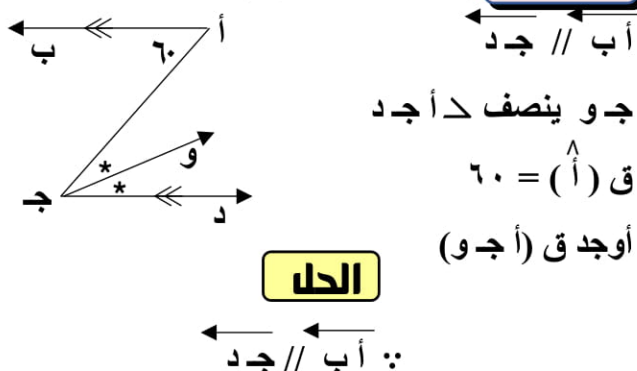 أ ب // جـ د
جـ و ينصف ∠ أ جـ د
ق ( أ ^ ) = ٦٠
أوجد ق (أ جـ و)
أ
ب
٦٠
و
*
*
جـ
د
الحل
∵ أ ب // جـ د